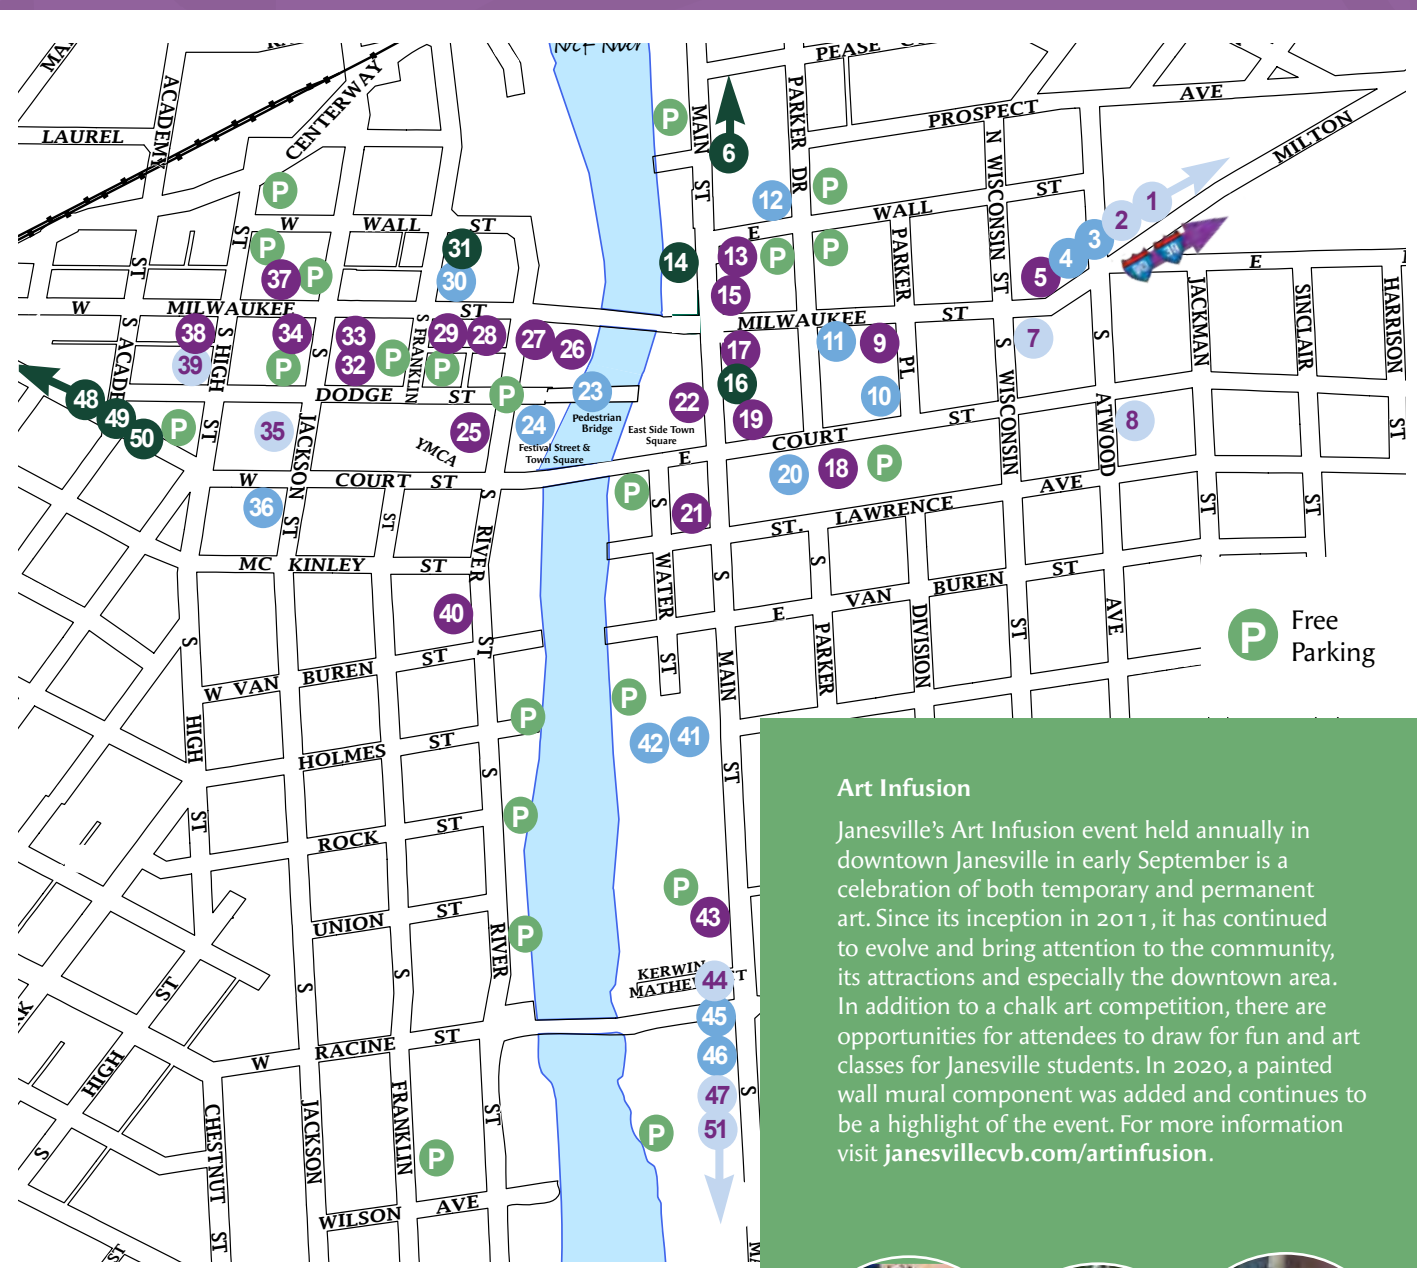 Rock River
PEASE
MAIN
ST
PARKER
DR
P
6
ACADEMY
CENTERWAY
LAUREL
PROSPECT
AVE
MILTON
N WISCONSIN ST
ST
1
2
3
4
5
12
P
P
W WALL ST
ST
E WALL
PARKER
PL
31
30
P
37
P
14
13
P
P
15
E
JACKMAN
SINCLAIR
HARRISON
ST
W MILWAUKEE ST
MILWAUKEE ST
38
39
34
33
32
29
28
27
26
P
P
P
17
16
19
11
9
10
7
8
S HIGH
ST
S
S FRANKLIN
DODGE ST
P
23
Pedestrian
Bridge
22
East Side Town
Square
24
Festival Street &
Town Square
25
YMCA
48
49
50
P
35
JACKSON
ST
S WISCONSIN
ST
S ATWOOD
AVE
ST
ST
ST
E COURT ST
20
18
P
W COURT ST
36
ST
S RIVER
ST
P
S WATER
ST
21
ST. LAWRENCE AVE
MC KINLEY ST
40
S MAIN
ST
S PARKER
DIVISION
E VAN BUREN ST
P
Free
Parking
S HIGH
ST
W VAN BUREN ST
P
P
42
41
HOLMES ST
S RIVER
ST
P
ROCK ST
P
43
UNION ST
P
KERWIN
44
45
46
47
51
S
P
ST
S
S
W RACINE ST
HIGH
S
CHESTNUT
ST
JACKSON
FRANKLIN
P
WILSON AVE
ST
Art Infusion
Janesville’s Art Infusion event held annually in
downtown Janesville in early September is a
celebration of both temporary and permanent
art. Since its inception in 2011, it has continued
to evolve and bring attention to the community,
its attractions and especially the downtown area.
In addition to a chalk art competition, there are
opportunities for attendees to draw for fun and art
classes for Janesville students. In 2020, a painted
wall mural component was added and continues to
be a highlight of the event. For more information
visit janesvillecvb.com/artinfusion.